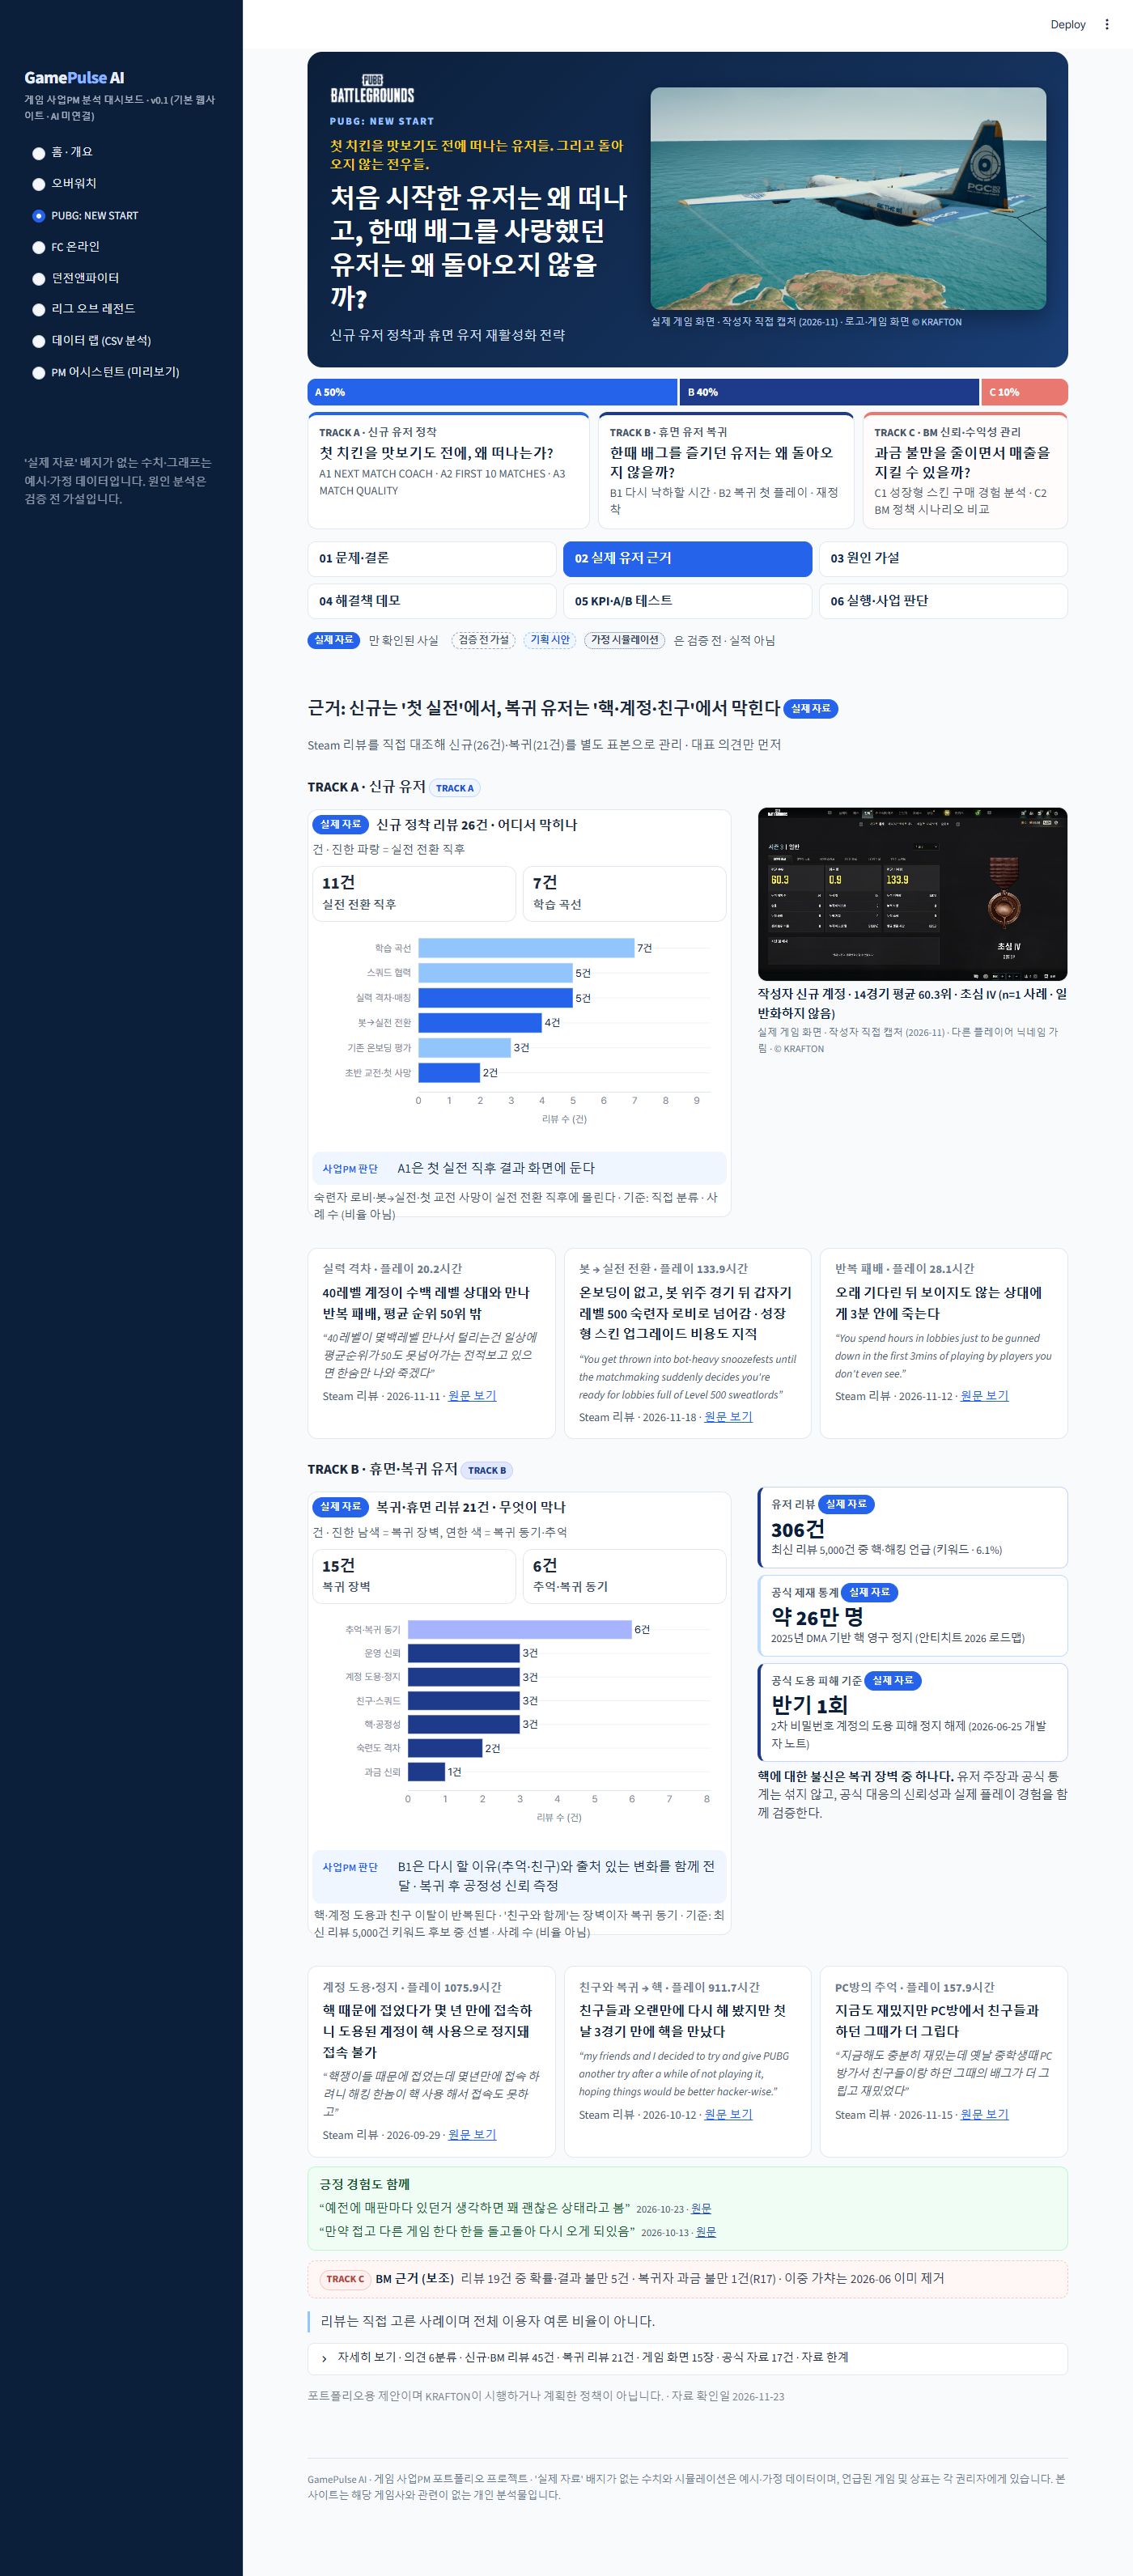 Deploy
GamePulse AI
게임 사업PM 분석 대시보드 · v0.1 (기본 웹사
이트 · AI 미연결)
홈 · 개요
오버워치
PUBG: NEW START
FC 온라인
던전앤파이터
리그 오브 레전드
데이터 랩 (CSV 분석)
PM 어시스턴트 (미리보기)
'실제 자료' 배지가 없는 수치·그래프는
예시·가정 데이터입니다. 원인 분석은
검증 전 가설입니다.
PUBG
BATTLEGROUNDS
PUBG: NEW START
첫 치킨을 맛보기도 전에 떠나는 유저들. 그리고 돌아
오지 않는 전우들.
처음 시작한 유저는 왜 떠나
고, 한때 배그를 사랑했던
유저는 왜 돌아오지 않을
까?
신규 유저 정착과 휴면 유저 재활성화 전략
PGC
실제 게임 화면 · 작성자 직접 캡처 (2026-11) · 로고·게임 화면 © KRAFTON
A 50%
B 40%
C 10%
TRACK A · 신규 유저 정착
첫 치킨을 맛보기도 전에, 왜 떠나는가?
A1 NEXT MATCH COACH · A2 FIRST 10 MATCHES · A3
MATCH QUALITY
TRACK B · 휴면 유저 복귀
한때 배그를 즐기던 유저는 왜 돌아오
지 않을까?
B1 다시 낙하할 시간 · B2 복귀 첫 플레이 · 재정
착
TRACK C · BM 신뢰·수익성 관리
과금 불만을 줄이면서 매출을
지킬 수 있을까?
C1 성장형 스킨 구매 경험 분석 · C2
BM 정책 시나리오 비교
01 문제·결론
02 실제 유저 근거
03 원인 가설
04 해결책 데모
05 KPI·A/B 테스트
06 실행·사업 판단
실제 자료 만 확인된 사실 검증 전 가설 기획 시안 가정 시뮬레이션 은 검증 전 · 실적 아님
근거: 신규는 '첫 실전'에서, 복귀 유저는 '핵·계정·친구'에서 막힌다 실제 자료
Steam 리뷰를 직접 대조해 신규(26건)·복귀(21건)를 별도 표본으로 관리 · 대표 의견만 먼저
TRACK A · 신규 유저 TRACK A
실제 자료 신규 정착 리뷰 26건 · 어디서 막히나
건 · 진한 파랑 = 실전 전환 직후
11건
실전 전환 직후
7건
학습 곡선
학습 곡선 7건
스쿼드 협력 5건
실력 격차·매칭 5건
봇→실전 전환 4건
기존 온보딩 평가 3건
초반 교전·첫 사망 2건
0 1 2 3 4 5 6 7 8 9
리뷰 수 (건)
사업PM 판단 A1은 첫 실전 직후 결과 화면에 둔다
숙련자 로비·봇→실전·첫 교전 사망이 실전 전환 직후에 몰린다 · 기준: 직접 분류 · 사
례 수 (비율 아님)
60.3
0.9
133.9
초심 IV
작성자 신규 계정 · 14경기 평균 60.3위 · 초심 IV (n=1 사례 · 일
반화하지 않음)
실제 게임 화면 · 작성자 직접 캡처 (2026-11) · 다른 플레이어 닉네임 가
림 · © KRAFTON
실력 격차 · 플레이 20.2시간
40레벨 계정이 수백 레벨 상대와 만나
반복 패배, 평균 순위 50위 밖
“40레벨이 몇백레벨 만나서 털리는건 일상에
평균순위가 50도 못넘어가는 전적보고 있으
면 한숨만 나와 죽겠다”
Steam 리뷰 · 2026-11-11 · 원문 보기
봇 → 실전 전환 · 플레이 133.9시간
온보딩이 없고, 봇 위주 경기 뒤 갑자기
레벨 500 숙련자 로비로 넘어감 · 성장
형 스킨 업그레이드 비용도 지적
“You get thrown into bot-heavy snoozefests until
the matchmaking suddenly decides you're
ready for lobbies full of Level 500 sweatlords”
Steam 리뷰 · 2026-11-18 · 원문 보기
반복 패배 · 플레이 28.1시간
오래 기다린 뒤 보이지도 않는 상대에
게 3분 안에 죽는다
“You spend hours in lobbies just to be gunned
down in the first 3mins of playing by players you
don't even see.”
Steam 리뷰 · 2026-11-12 · 원문 보기
TRACK B · 휴면·복귀 유저 TRACK B
실제 자료 복귀·휴면 리뷰 21건 · 무엇이 막나
건 · 진한 남색 = 복귀 장벽, 연한 색 = 복귀 동기·추억
15건
복귀 장벽
6건
추억·복귀 동기
추억·복귀 동기 6건
운영 신뢰 3건
계정 도용·정지 3건
친구·스쿼드 3건
핵·공정성 3건
숙련도 격차 2건
과금 신뢰 1건
0 1 2 3 4 5 6 7 8
리뷰 수 (건)
사업PM 판단 B1은 다시 할 이유(추억·친구)와 출처 있는 변화를 함께 전
달 · 복귀 후 공정성 신뢰 측정
핵·계정 도용과 친구 이탈이 반복된다 · '친구와 함께'는 장벽이자 복귀 동기 · 기준: 최
신 리뷰 5,000건 키워드 후보 중 선별 · 사례 수 (비율 아님)
유저 리뷰 실제 자료
306건
최신 리뷰 5,000건 중 핵·해킹 언급 (키워드 · 6.1%)
공식 제재 통계 실제 자료
약 26만 명
2025년 DMA 기반 핵 영구 정지 (안티치트 2026 로드맵)
공식 도용 피해 기준 실제 자료
반기 1회
2차 비밀번호 계정의 도용 피해 정지 해제 (2026-06-25 개발
자 노트)
핵에 대한 불신은 복귀 장벽 중 하나다. 유저 주장과 공식 통
계는 섞지 않고, 공식 대응의 신뢰성과 실제 플레이 경험을 함
께 검증한다.
계정 도용·정지 · 플레이 1075.9시간
핵 때문에 접었다가 몇 년 만에 접속하
니 도용된 계정이 핵 사용으로 정지돼
접속 불가
“핵쟁이들 때문에 접었는데 몇년만에 접속 하
려니 해킹 한놈이 핵 사용 해서 접속도 못하
고”
Steam 리뷰 · 2026-09-29 · 원문 보기
친구와 복귀 → 핵 · 플레이 911.7시간
친구들과 오랜만에 다시 해 봤지만 첫
날 3경기 만에 핵을 만났다
“my friends and I decided to try and give PUBG
another try after a while of not playing it,
hoping things would be better hacker-wise.”
Steam 리뷰 · 2026-10-12 · 원문 보기
PC방의 추억 · 플레이 157.9시간
지금도 재밌지만 PC방에서 친구들과
하던 그때가 더 그립다
“지금해도 충분히 재밌는데 옛날 중학생때 PC
방가서 친구들이랑 하던 그때의 배그가 더 그
립고 재밌었다”
Steam 리뷰 · 2026-11-15 · 원문 보기
긍정 경험도 함께
“예전에 매판마다 있던거 생각하면 꽤 괜찮은 상태라고 봄” 2026-10-23 · 원문
“만약 접고 다른 게임 한다 한들 돌고돌아 다시 오게 되있음” 2026-10-13 · 원문
TRACK C BM 근거 (보조) 리뷰 19건 중 확률·결과 불만 5건 · 복귀자 과금 불만 1건(R17) · 이중 가챠는 2026-06 이미 제거
리뷰는 직접 고른 사례이며 전체 이용자 여론 비율이 아니다.
자세히 보기 · 의견 6분류 · 신규·BM 리뷰 45건 · 복귀 리뷰 21건 · 게임 화면 15장 · 공식 자료 17건 · 자료 한계
포트폴리오용 제안이며 KRAFTON이 시행하거나 계획한 정책이 아닙니다. · 자료 확인일 2026-11-23
GamePulse AI · 게임 사업PM 포트폴리오 프로젝트 · '실제 자료' 배지가 없는 수치와 시뮬레이션은 예시·가정 데이터이며, 언급된 게임 및 상표는 각 권리자에게 있습니다. 본
사이트는 해당 게임사와 관련이 없는 개인 분석물입니다.